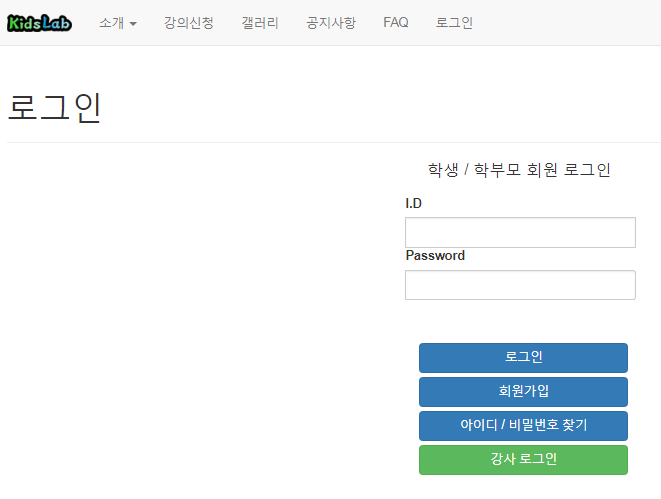 KidsLab 소개 강의신청 갤러리 공지사항 FAQ 로그인
로그인
학생 / 학부모 회원 로그인
I.D
Password
로그인
회원가입
아이디 / 비밀번호 찾기
강사 로그인